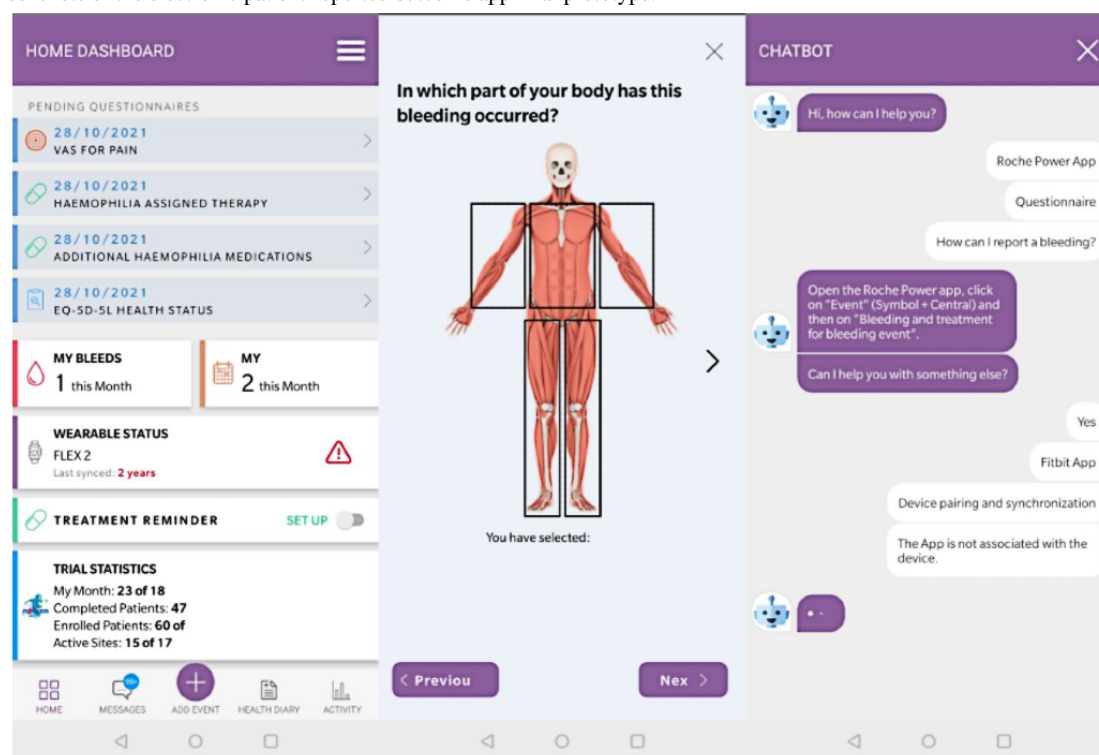 HOME DASHBOARD
PENDING QUESTIONNAIRES
28/10/2021
VAS FOR PAIN
28/10/2021
HAEMOPHILIA ASSIGNED THERAPY
28/10/2021
ADDITIONAL HAEMOPHILIA MEDICATIONS
28/10/2021
EQ-5D-5L HEALTH STATUS
MY BLEEDS
1 this Month
MY
2 this Month
WEARABLE STATUS
FLEX 2
Last synced: 2 years
TREATMENT REMINDER
SET UP
TRIAL STATISTICS
My Month: 23 of 18
Completed Patients: 47
Enrolled Patients: 60 of
Active Sites: 15 of 17
HOME
MESSAGES
ADD EVENT
HEALTH DIARY
ACTIVITY
In which part of your body has this
bleeding occurred?
You have selected:
Previou
Nex
CHATBOT
Hi, how can I help you?
Roche Power App
Questionnaire
How can I report a bleeding?
Open the Roche Power app, click
on "Event" (Symbol + Central) and
then on "Bleeding and treatment
for bleeding event".
Can I help you with something else?
Yes
Fitbit App
Device pairing and synchronization
The App is not associated with the
device.